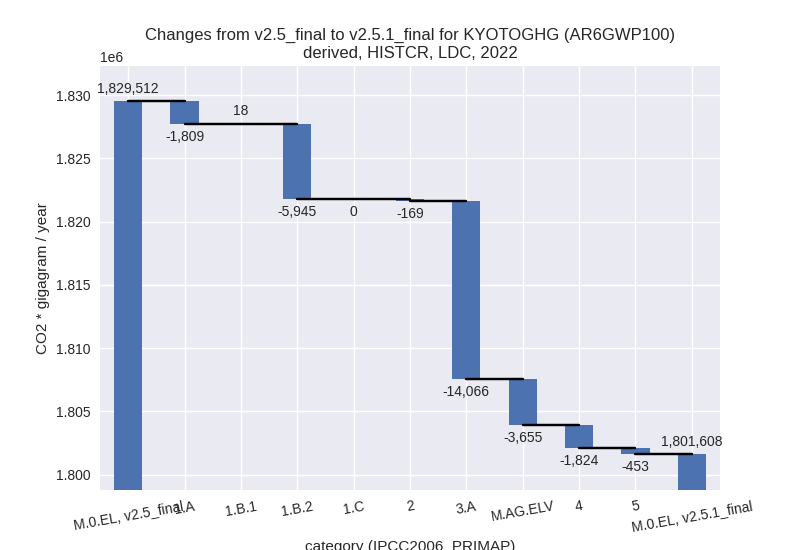 Changes from v2.5_final to v2.5.1_final for KYOTOGHG (AR6GWP100)
derived, HISTCR, LDC, 2022
1e6
1.830
1.825
1.820
1.815
1.810
1.805
1.800
CO2 * gigagram / year
1,829,512
-1,809
18
-5,945
0
-169
-14,066
-3,655
-1,824
-453
1,801,608
M.0.EL, v2.5_final
1.A
1.B.1
1.B.2
1.C
2
3.A
M.AG.ELV
4
5
M.0.EL, v2.5.1_final
category (IPCC2006_PRIMAP)